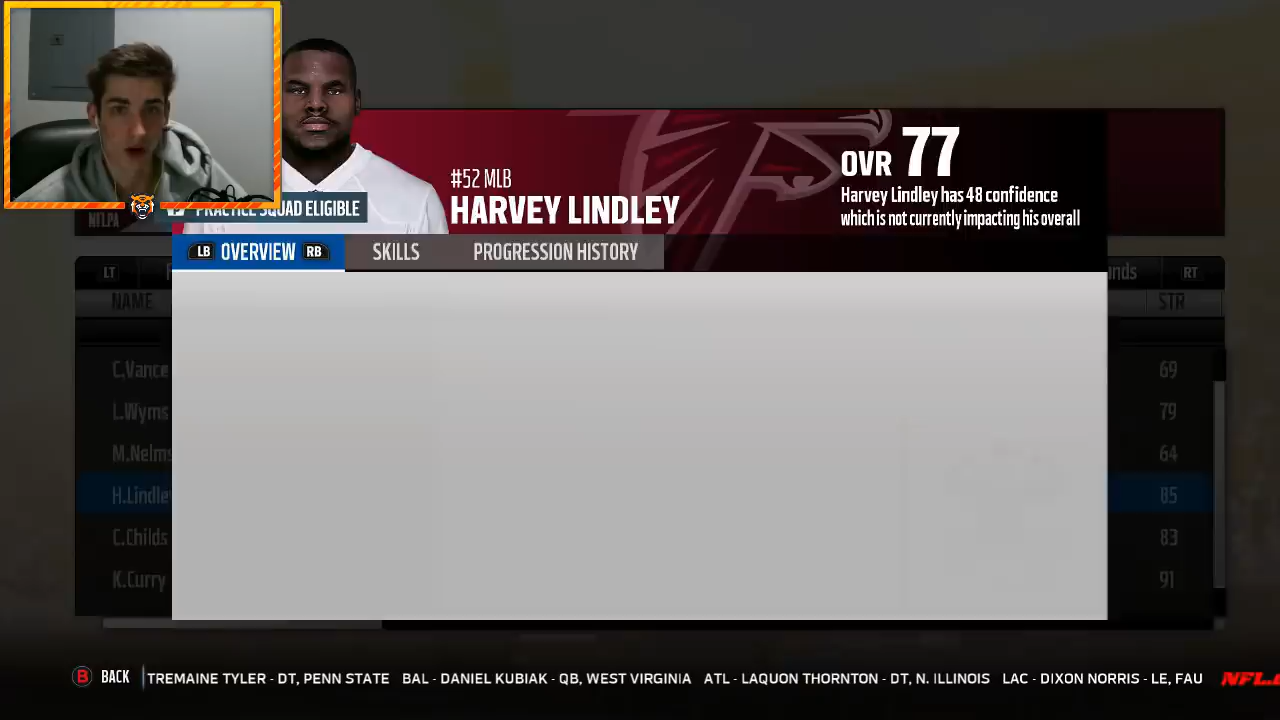 OVR 77
#52 MLB
HARVEY LINDLEY
Harvey Lindley has 48 confidence
which is not currently impacting his overall
PRACTICE SQUAD ELIGIBLE
NFLPA
LB OVERVIEW RB SKILLS PROGRESSION HISTORY
LT RT
NAME STR
C.Vance 69
L.Wyms 79
M.Nelms 64
H.Lindley 85
C.Childs 83
K.Curry 91
B BACK TREMAINE TYLER - DT, PENN STATE BAL - DANIEL KUBIAK - QB, WEST VIRGINIA ATL - LAQUON THORNTON - DT, N. ILLINOIS LAC - DIXON NORRIS - LE, FAU